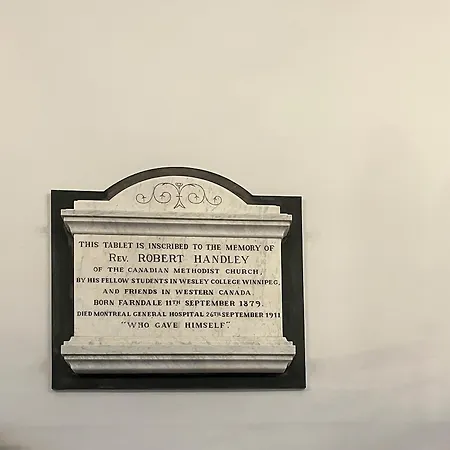 THIS TABLET IS INSCRIBED TO THE MEMORY OF
REV. ROBERT HANDLEY
OF THE CANADIAN METHODIST CHURCH,
BY HIS FELLOW STUDENTS IN WESLEY COLLEGE WINNIPEG,
AND FRIENDS IN WESTERN CANADA.
BORN FARNDALE 11TH SEPTEMBER 1879.
DIED MONTREAL GENERAL HOSPITAL 26TH SEPTEMBER 1911
"WHO GAVE HIMSELF".